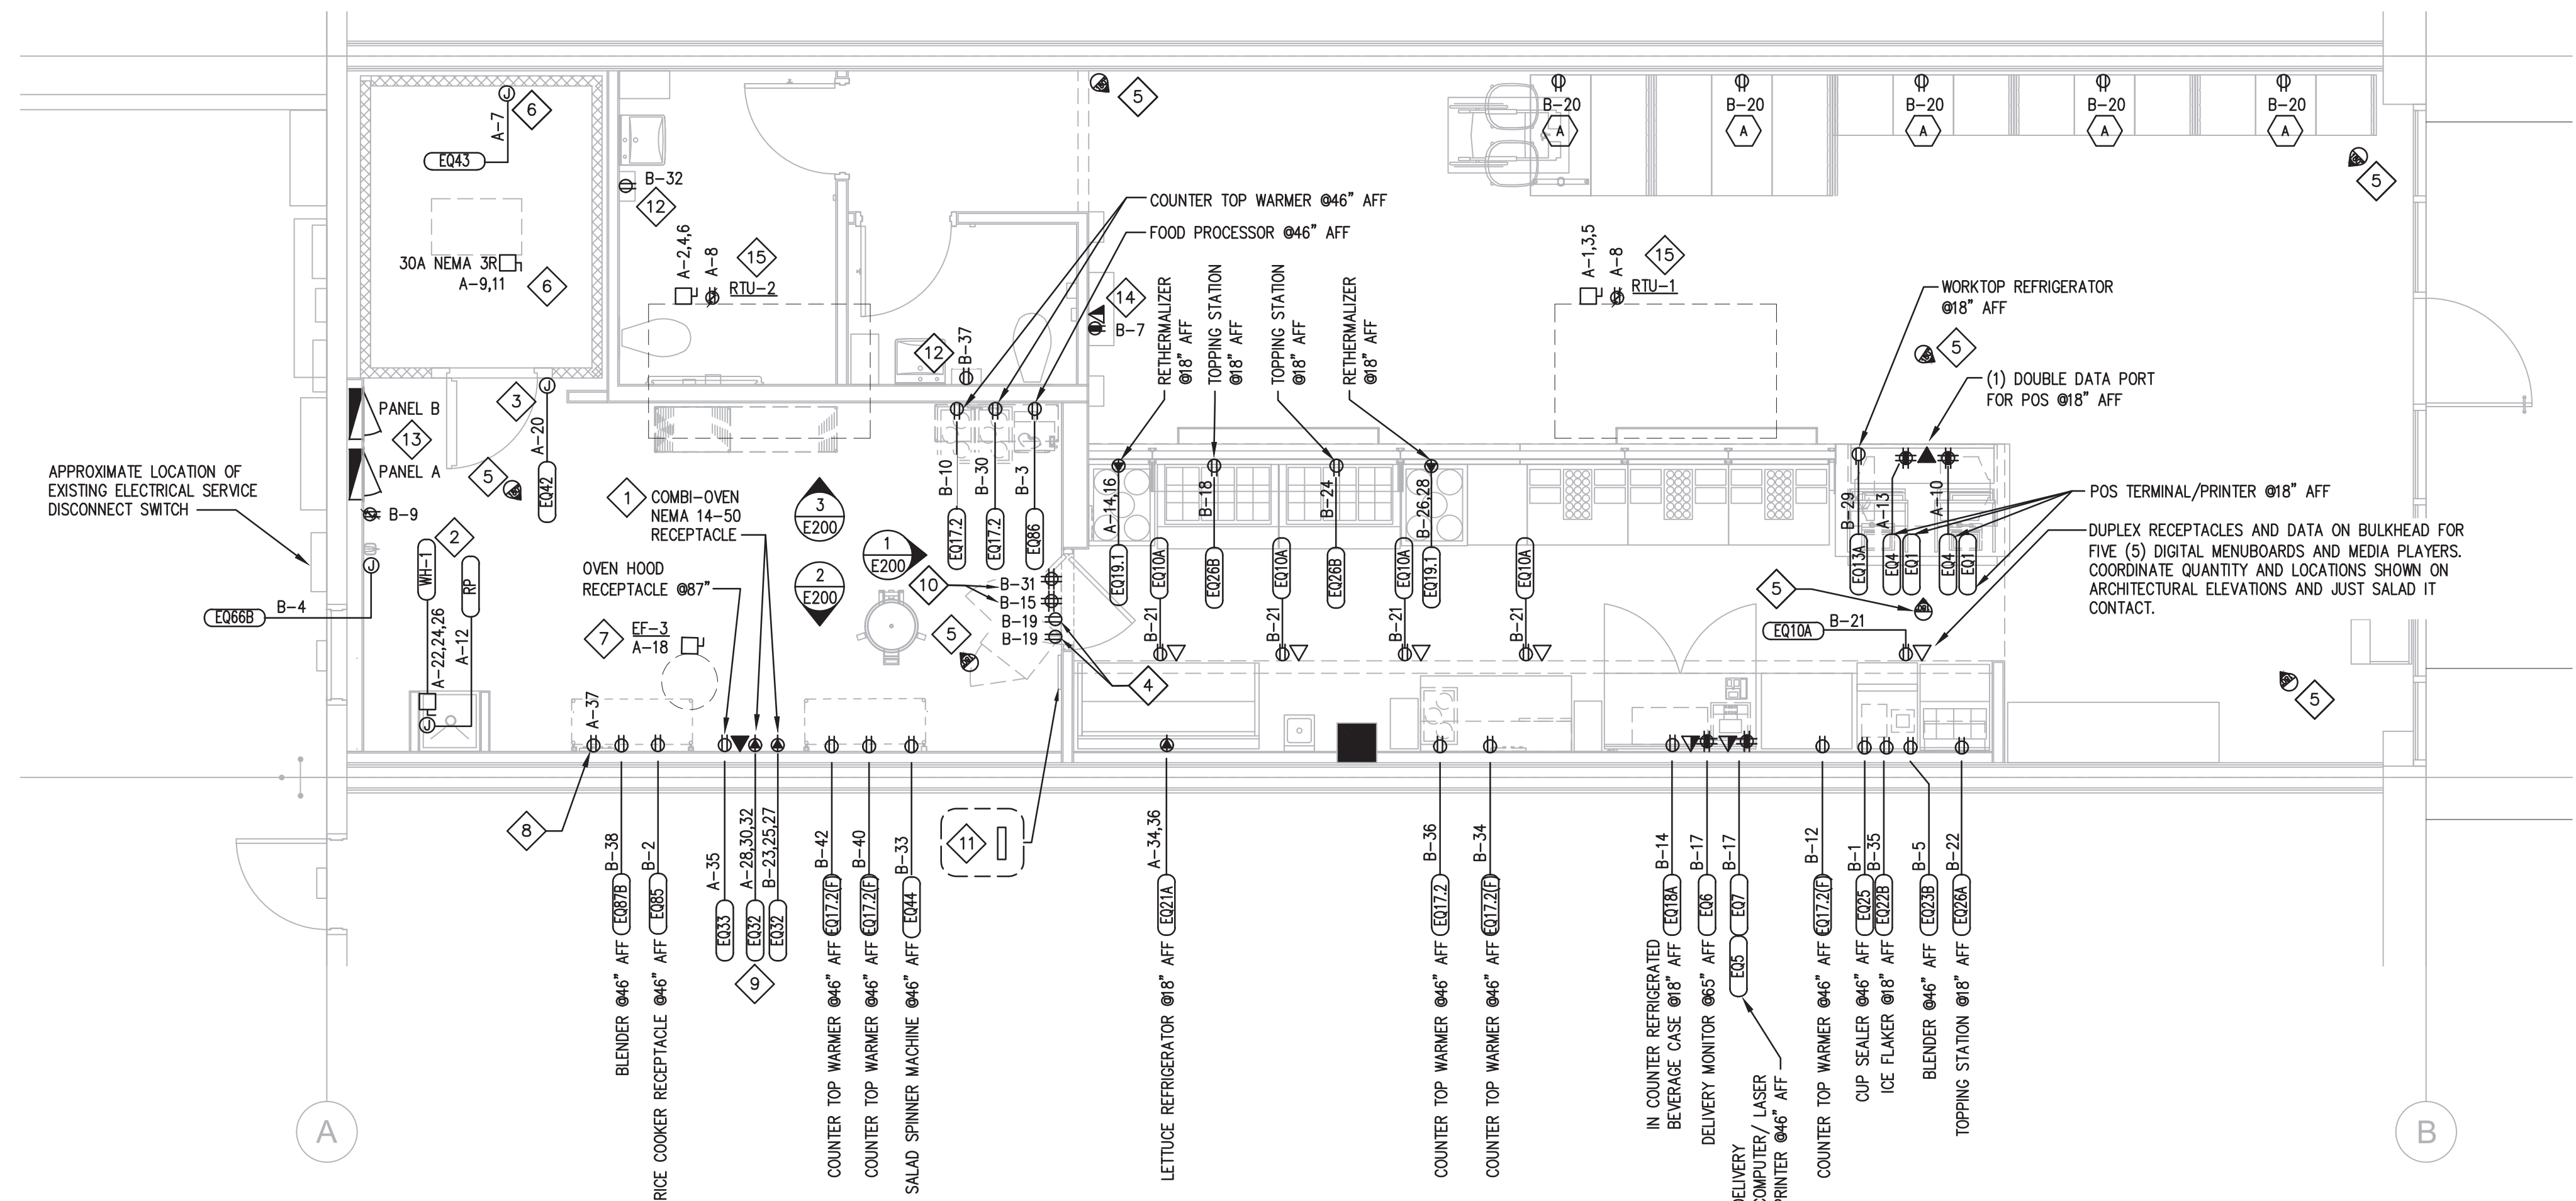 5
B-20
B-20
B-20
B-20
B-20
A
A
A
A
A
6
A-7
EQ43
5
B-32
12
COUNTER TOP WARMER @46" AFF
FOOD PROCESSOR @46" AFF
30A NEMA 3R
A-9,11
6
A-2,4,6
A-8
15
RTU-2
14
B-7
A-1,3,5
A-8
15
RTU-1
WORKTOP REFRIGERATOR
@18" AFF
5
RETHERMALIZER
@18" AFF
TOPPING STATION
@18" AFF
TOPPING STATION
@18" AFF
RETHERMALIZER
@18" AFF
12
B-37
(1) DOUBLE DATA PORT
FOR POS @18" AFF
PANEL B
13
PANEL A
3
A-20
EQ42
5
APPROXIMATE LOCATION OF
EXISTING ELECTRICAL SERVICE
DISCONNECT SWITCH
B-9
2
WH-1
RP
A-22,24,26
A-12
EQ66B
B-4
1
COMBI-OVEN
NEMA 14-50
RECEPTACLE
3
E200
1
E200
2
E200
OVEN HOOD
RECEPTACLE @87"
7
EF-3
A-18
B-10
B-30
B-3
EQ17.2
EQ17.2
EQ86
10
B-31
B-15
B-19
B-19
5
4
A-14,16
B-18
B-24
B-26,28
EQ19.1
EQ10A
EQ26B
EQ10A
EQ26B
EQ10A
EQ19.1
EQ10A
B-21
B-21
B-21
B-21
B-29
A-13
A-10
EQ13A
EQ4
EQ1
EQ4
EQ1
POS TERMINAL/PRINTER @18" AFF
DUPLEX RECEPTACLES AND DATA ON BULKHEAD FOR
FIVE (5) DIGITAL MENUBOARDS AND MEDIA PLAYERS.
COORDINATE QUANTITY AND LOCATIONS SHOWN ON
ARCHITECTURAL ELEVATIONS AND JUST SALAD IT
CONTACT.
5
EQ10A
B-21
5
A-37
8
B-38
EQ87B
BLENDER @46" AFF
B-2
EQ85
RICE COOKER RECEPTACLE @46" AFF
A-35
EQ33
A-28,30,32
EQ32
B-23,25,27
EQ32
9
B-42
EQ17.2(F)
COUNTER TOP WARMER @46" AFF
B-40
EQ17.2(F)
COUNTER TOP WARMER @46" AFF
B-33
EQ44
SALAD SPINNER MACHINE @46" AFF
11
A-34,36
EQ21A
LETTUCE REFRIGERATOR @18" AFF
B-36
EQ17.2
COUNTER TOP WARMER @46" AFF
B-34
EQ17.2(F)
COUNTER TOP WARMER @46" AFF
B-14
EQ18A
IN COUNTER REFRIGERATED
BEVERAGE CASE @18" AFF
B-17
EQ6
DELIVERY MONITOR @65" AFF
B-17
EQ7
EQ5
DELIVERY
COMPUTER/ LASER
PRINTER @46" AFF
B-12
EQ17.2(F)
COUNTER TOP WARMER @46" AFF
B-1
EQ25
CUP SEALER @46" AFF
B-35
EQ22B
ICE FLAKER @18" AFF
B-5
EQ23B
BLENDER @46" AFF
B-22
EQ26A
TOPPING STATION @18" AFF
A
B